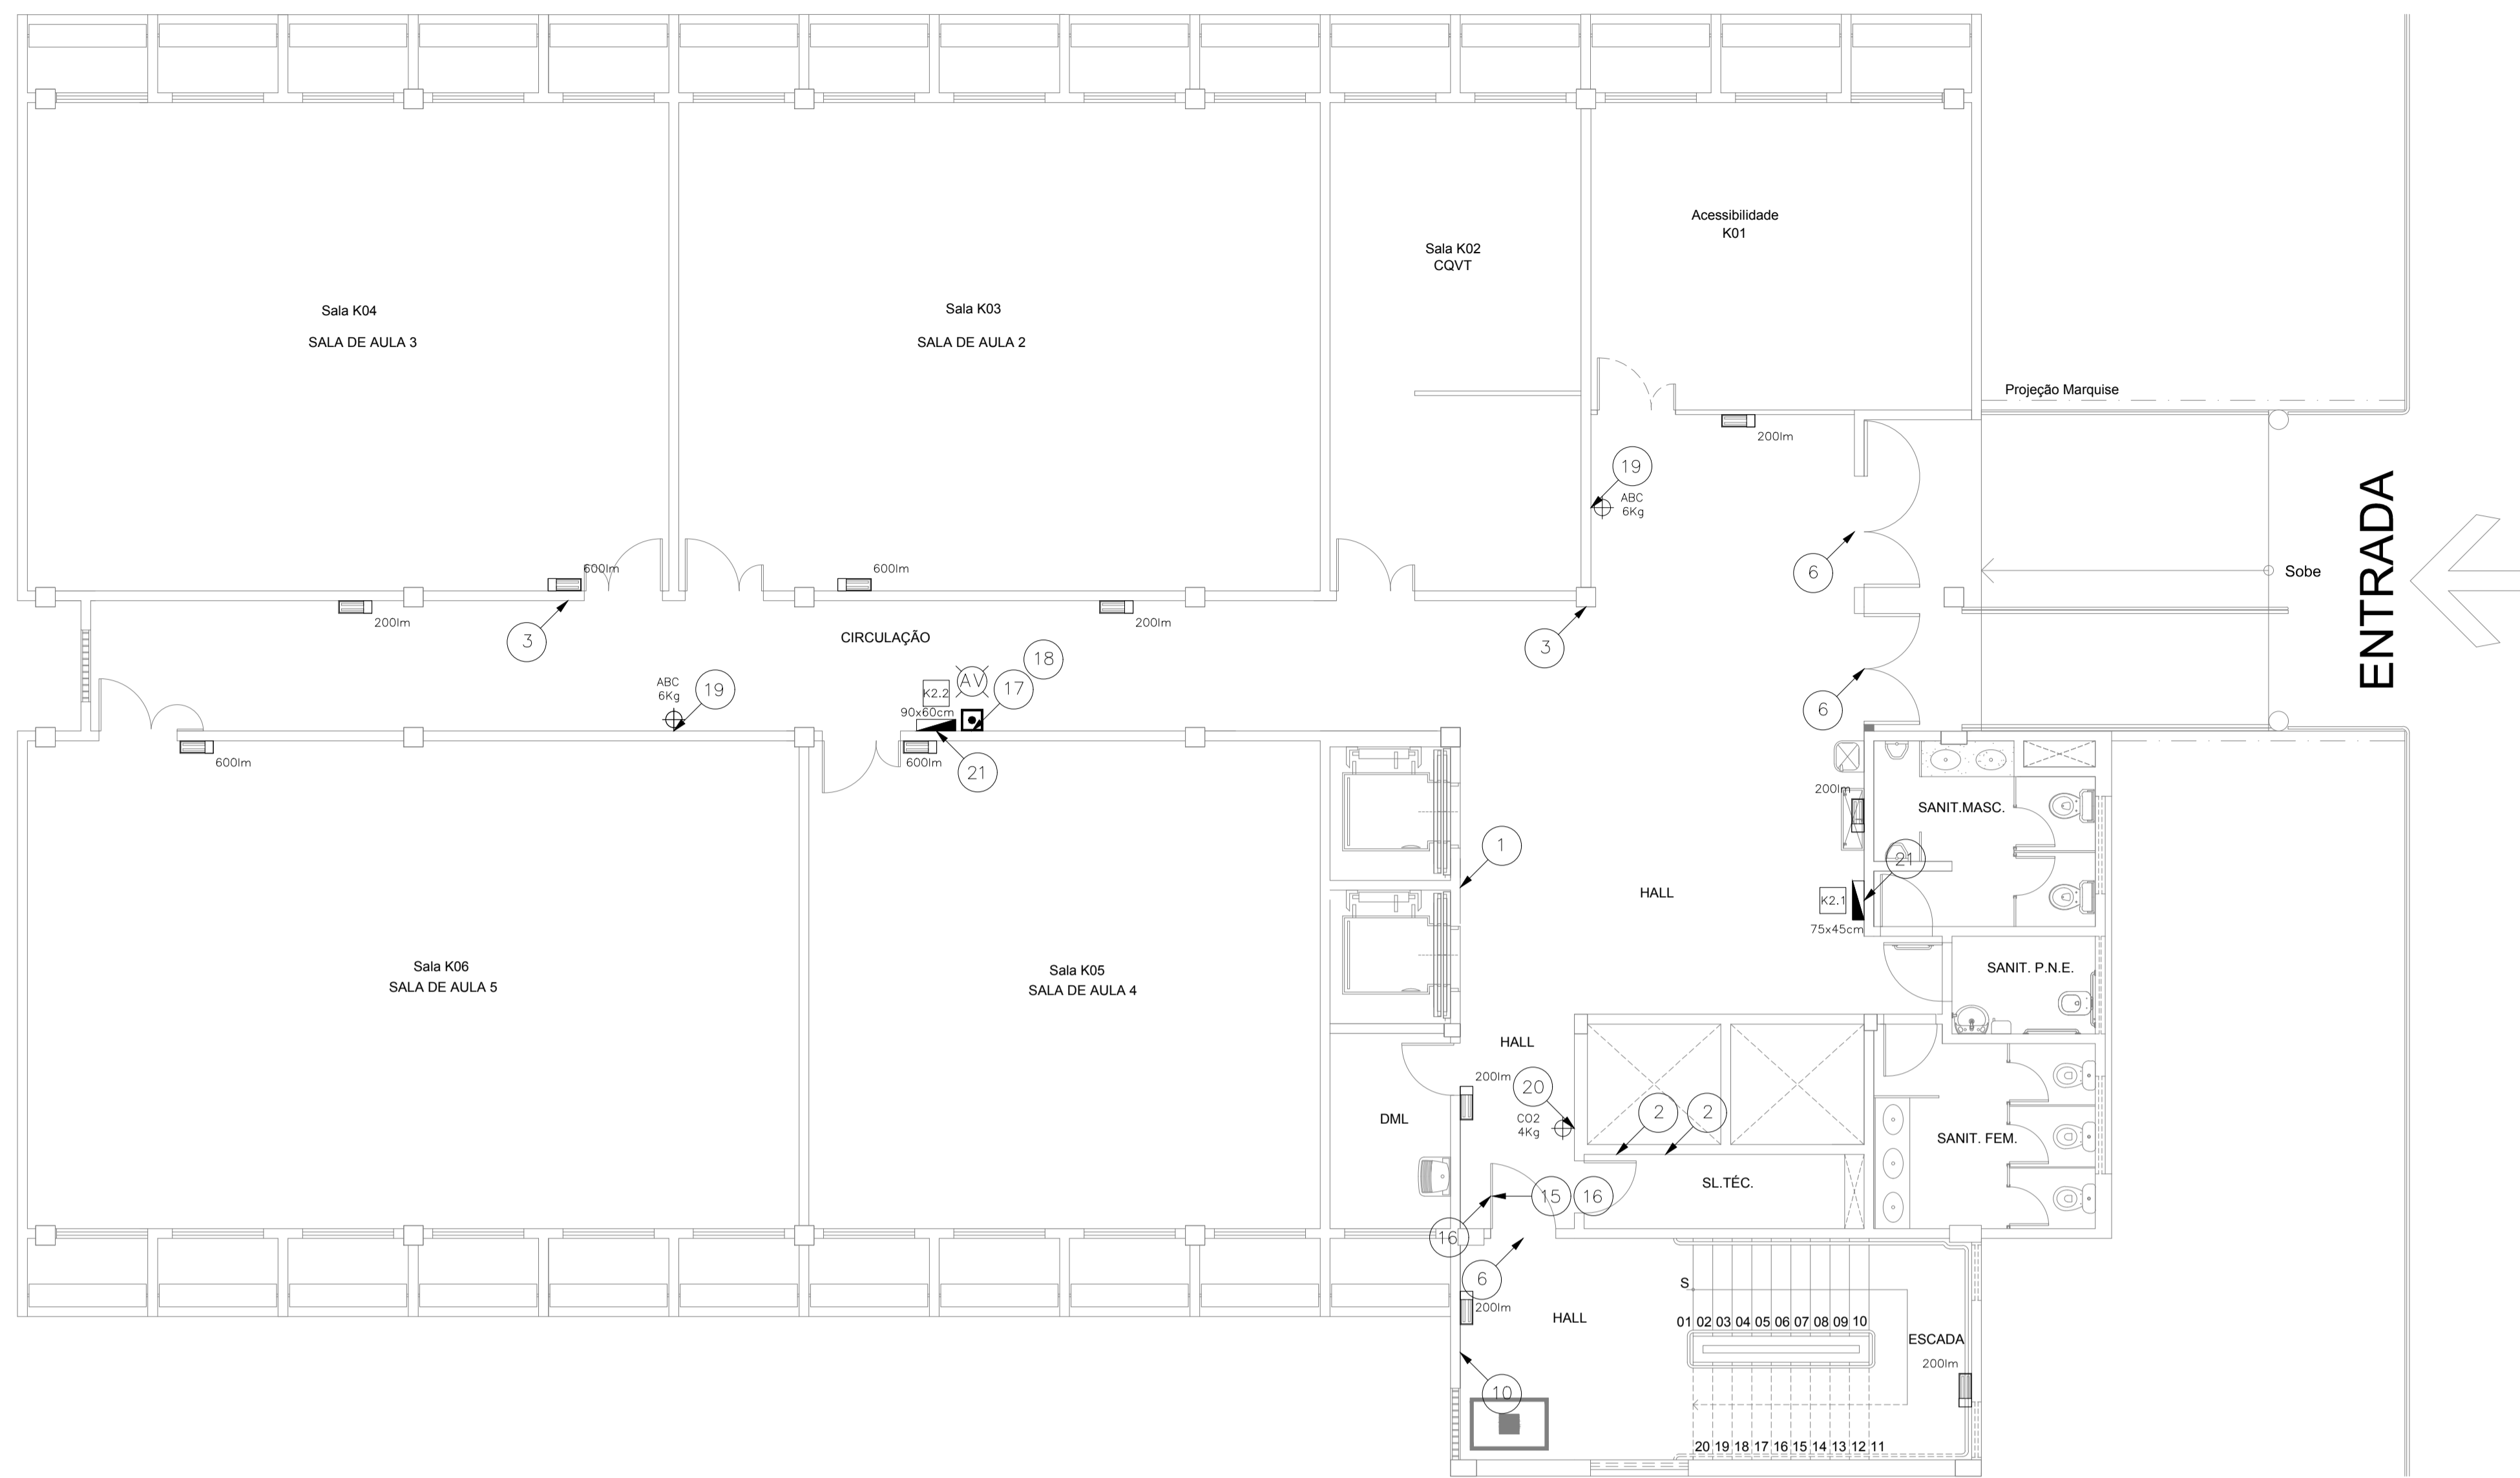 Acessibilidade
K01
Sala K02
CQVT
Sala K04
SALA DE AULA 3
Sala K03
SALA DE AULA 2
Projeção Marquise
200lm
19
ABC
6Kg
6
ENTRADA
Sobe
600lm
600lm
200lm
200lm
3
CIRCULAÇÃO
3
18
ABC
6Kg
19
K2.2
AV
17
90x60cm
6
600lm
600lm
21
200lm
SANIT.MASC.
1
21
HALL
K2.1
75x45cm
Sala K06
SALA DE AULA 5
Sala K05
SALA DE AULA 4
SANIT. P.N.E.
HALL
200lm
20
CO2
4Kg
2
2
DML
SANIT. FEM.
SL.TÉC.
15
16
16
6
S
200lm
HALL
01 02 03 04 05 06 07 08 09 10
ESCADA
200lm
10
20 19 18 17 16 15 14 13 12 11